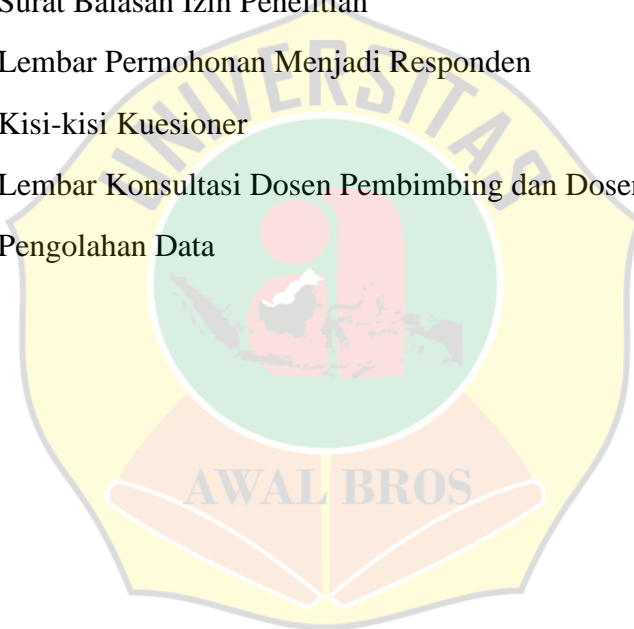 Surat Balasan Izin Penelitian
Lembar Permohonan Menjadi Responden
Kisi-kisi Kuesioner
Lembar Konsultasi Dosen Pembimbing dan Dosen
Pengolahan Data
UNIVERSITAS
a
AWAL BROS